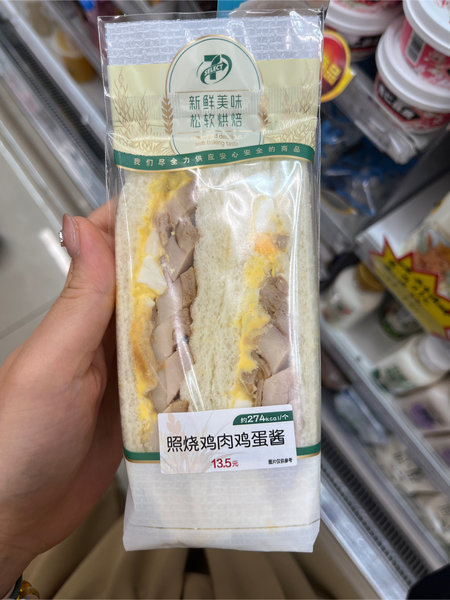 7
SELECT
新鲜美味
松软烘焙
我们尽全力供应安心安全的商品
约274kcal/个
照烧鸡肉鸡蛋酱
13.5元
图片仅供参考